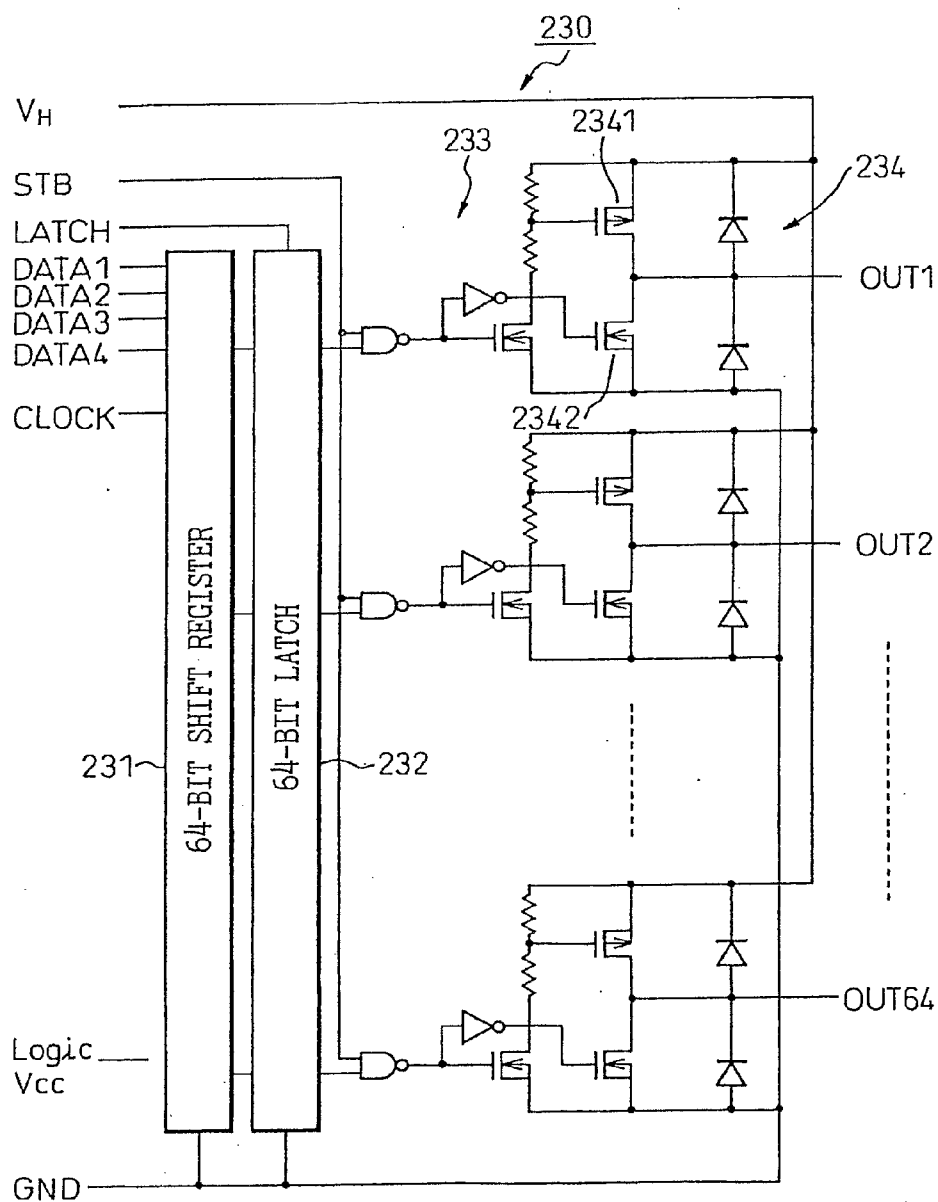 230
VH
2341
233
STB
234
LATCH
DATA1
OUT1
DATA2
DATA3
DATA4
CLOCK
2342
OUT2
64-BIT SHIFT REGISTER
64-BIT LATCH
231
232
OUT64
Logic
Vcc
GND